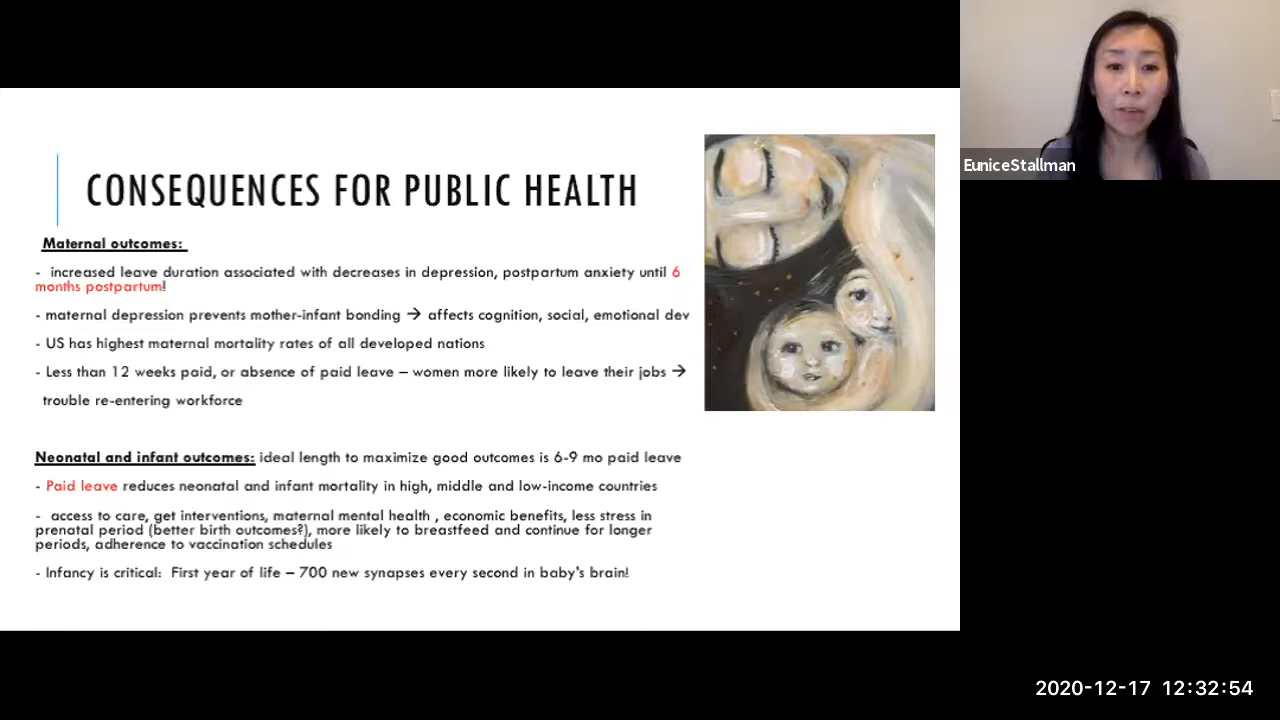 CONSEQUENCES FOR PUBLIC HEALTH
Maternal outcomes:
- increased leave duration associated with decreases in depression, postpartum anxiety until 6
months postpartum!
- maternal depression prevents mother-infant bonding → affects cognition, social, emotional dev
- US has highest maternal mortality rates of all developed nations
- Less than 12 weeks paid, or absence of paid leave – women more likely to leave their jobs →
trouble re-entering workforce
Neonatal and infant outcomes: ideal length to maximize good outcomes is 6-9 mo paid leave
- Paid leave reduces neonatal and infant mortality in high, middle and low-income countries
- access to care, get interventions, maternal mental health , economic benefits, less stress in
prenatal period (better birth outcomes?), more likely to breastfeed and continue for longer
periods, adherence to vaccination schedules
- Infancy is critical: First year of life – 700 new synapses every second in baby's brain!
EuniceStallman
2020-12-17 12:32:54